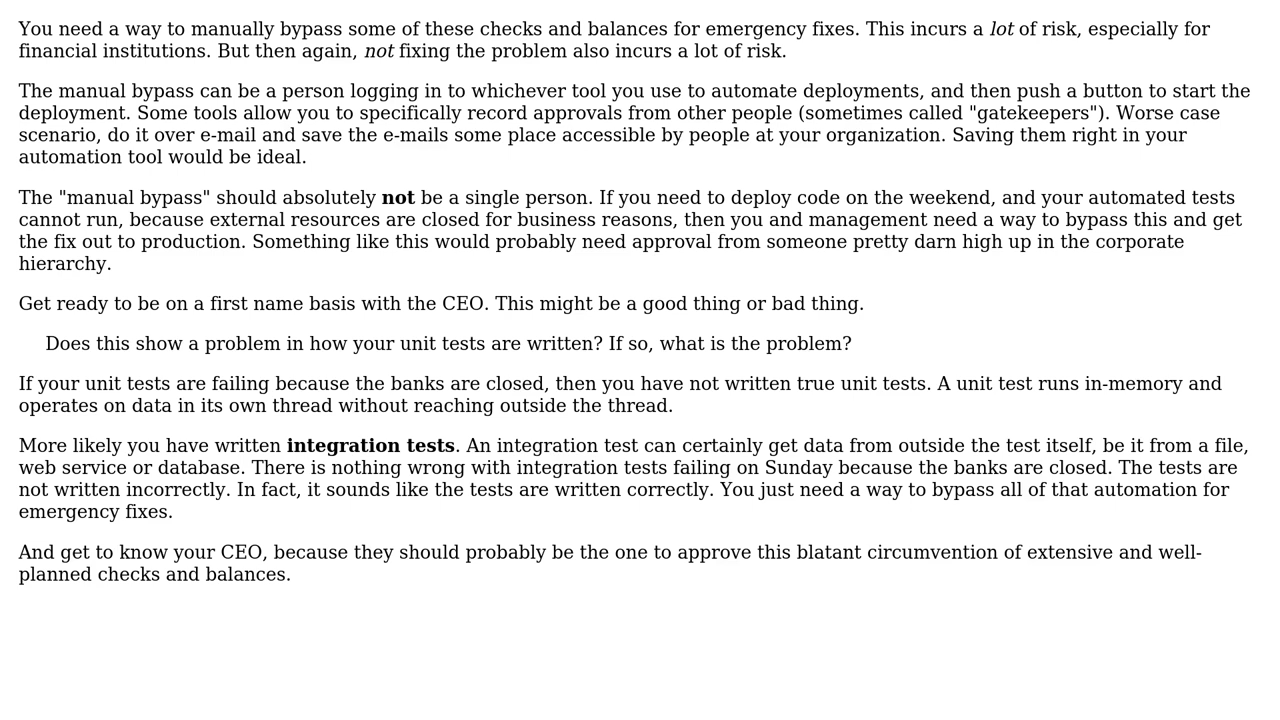 You need a way to manually bypass some of these checks and balances for emergency fixes. This incurs a lot of risk, especially for
financial institutions. But then again, not fixing the problem also incurs a lot of risk.
The manual bypass can be a person logging in to whichever tool you use to automate deployments, and then push a button to start the
deployment. Some tools allow you to specifically record approvals from other people (sometimes called "gatekeepers"). Worse case
scenario, do it over e-mail and save the e-mails some place accessible by people at your organization. Saving them right in your
automation tool would be ideal.
The "manual bypass" should absolutely not be a single person. If you need to deploy code on the weekend, and your automated tests
cannot run, because external resources are closed for business reasons, then you and management need a way to bypass this and get
the fix out to production. Something like this would probably need approval from someone pretty darn high up in the corporate
hierarchy.
Get ready to be on a first name basis with the CEO. This might be a good thing or bad thing.
Does this show a problem in how your unit tests are written? If so, what is the problem?
If your unit tests are failing because the banks are closed, then you have not written true unit tests. A unit test runs in-memory and
operates on data in its own thread without reaching outside the thread.
More likely you have written integration tests. An integration test can certainly get data from outside the test itself, be it from a file,
web service or database. There is nothing wrong with integration tests failing on Sunday because the banks are closed. The tests are
not written incorrectly. In fact, it sounds like the tests are written correctly. You just need a way to bypass all of that automation for
emergency fixes.
And get to know your CEO, because they should probably be the one to approve this blatant circumvention of extensive and well-
planned checks and balances.